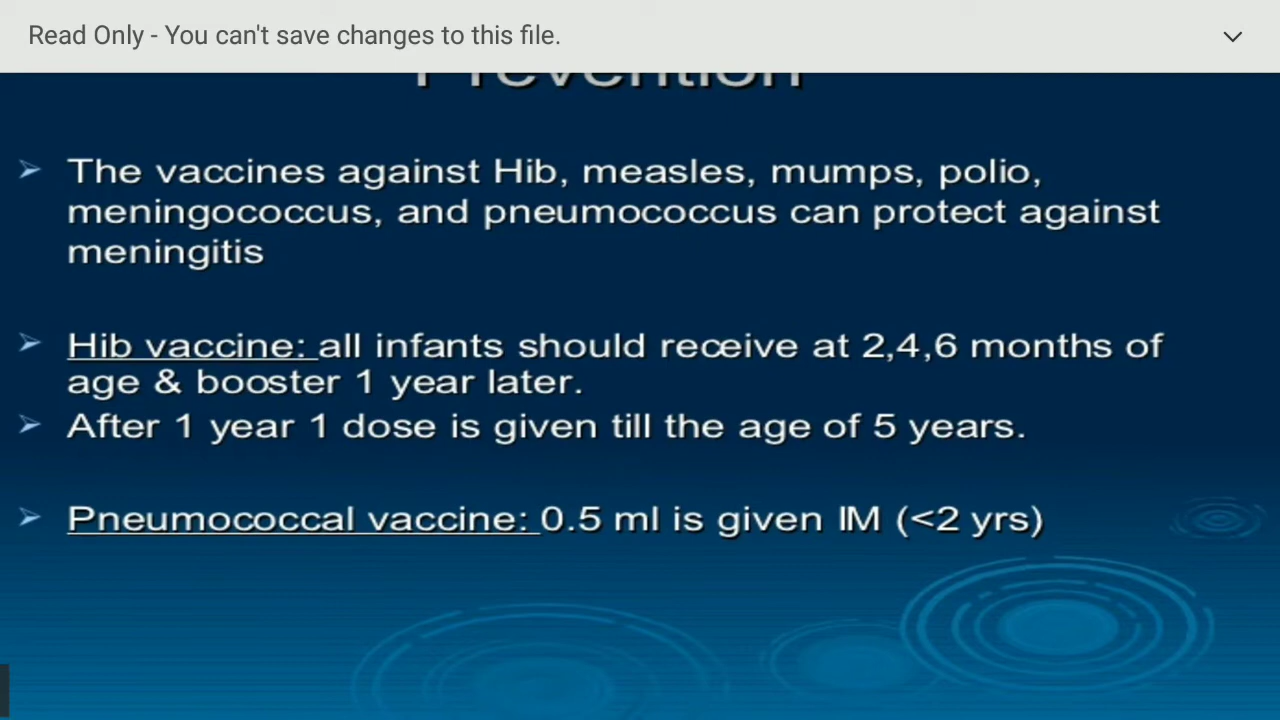 Read Only - You can't save changes to this file.
Prevention
The vaccines against Hib, measles, mumps, polio,
meningococcus, and pneumococcus can protect against
meningitis
Hib vaccine: all infants should receive at 2,4,6 months of
age & booster 1 year later.
After 1 year 1 dose is given till the age of 5 years.
Pneumococcal vaccine: 0.5 ml is given IM (<2 yrs)